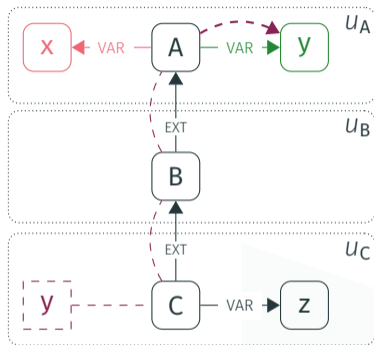 u_A
x VAR A VAR y
EXT
u_B
B
EXT
u_C
y C VAR z